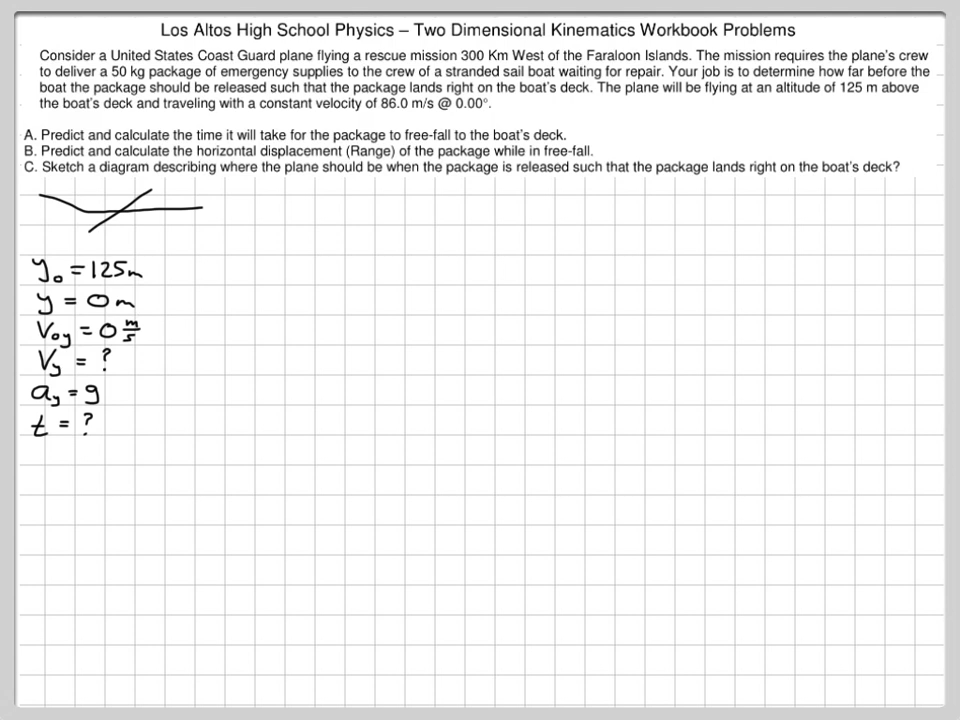 Los Altos High School Physics – Two Dimensional Kinematics Workbook Problems
Consider a United States Coast Guard plane flying a rescue mission 300 Km West of the Faraloon Islands. The mission requires the plane's crew
to deliver a 50 kg package of emergency supplies to the crew of a stranded sail boat waiting for repair. Your job is to determine how far before the
boat the package should be released such that the package lands right on the boat's deck. The plane will be flying at an altitude of 125 m above
the boat's deck and traveling with a constant velocity of 86.0 m/s @ 0.00°.
A. Predict and calculate the time it will take for the package to free-fall to the boat's deck.
B. Predict and calculate the horizontal displacement (Range) of the package while in free-fall.
C. Sketch a diagram describing where the plane should be when the package is released such that the package lands right on the boat's deck?
y₀ = 125m
y = 0 m
V₀y = 0 m/s
Vy = ?
ay = g
t = ?